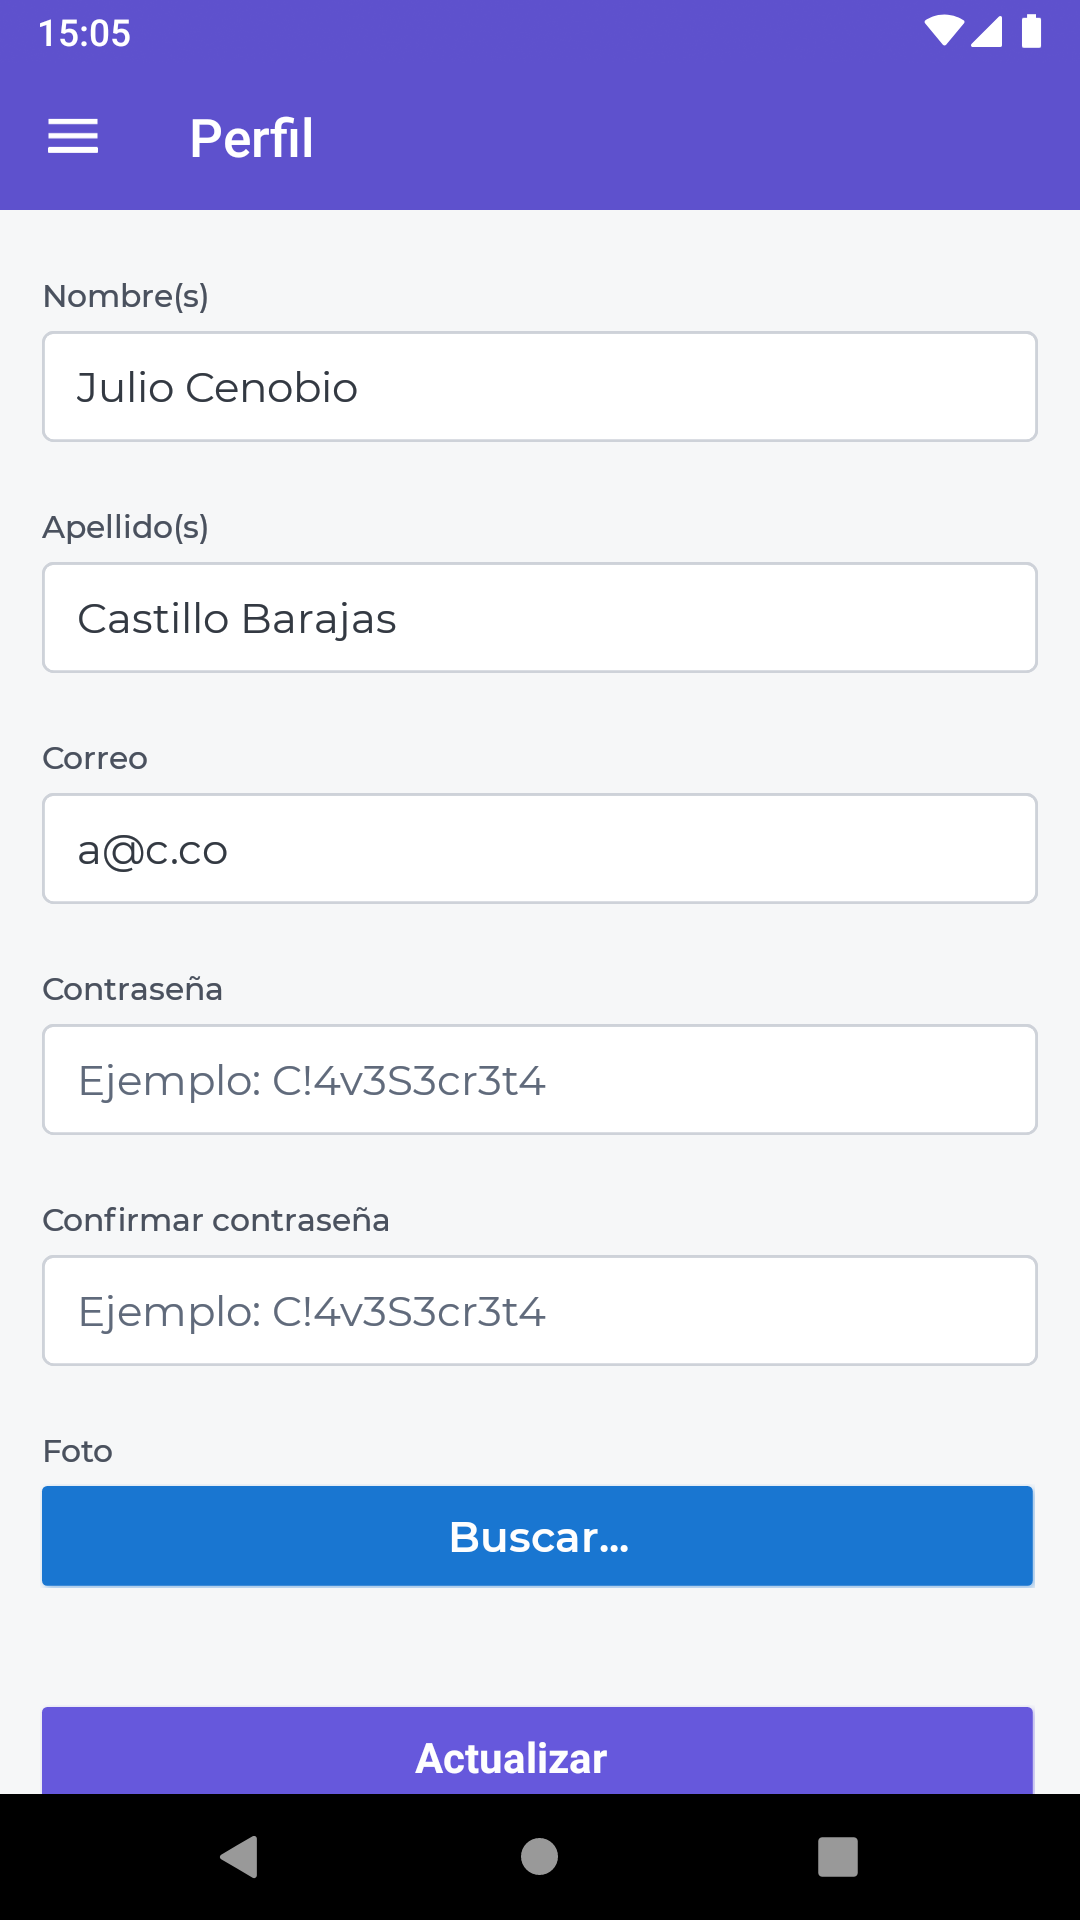 15:05
Perfil
Nombre(s)
Julio Cenobio
Apellido(s)
Castillo Barajas
Correo
a@c.co
Contraseña
Ejemplo: C!4v3S3cr3t4
Confirmar contraseña
Ejemplo: C!4v3S3cr3t4
Foto
Buscar...
Actualizar